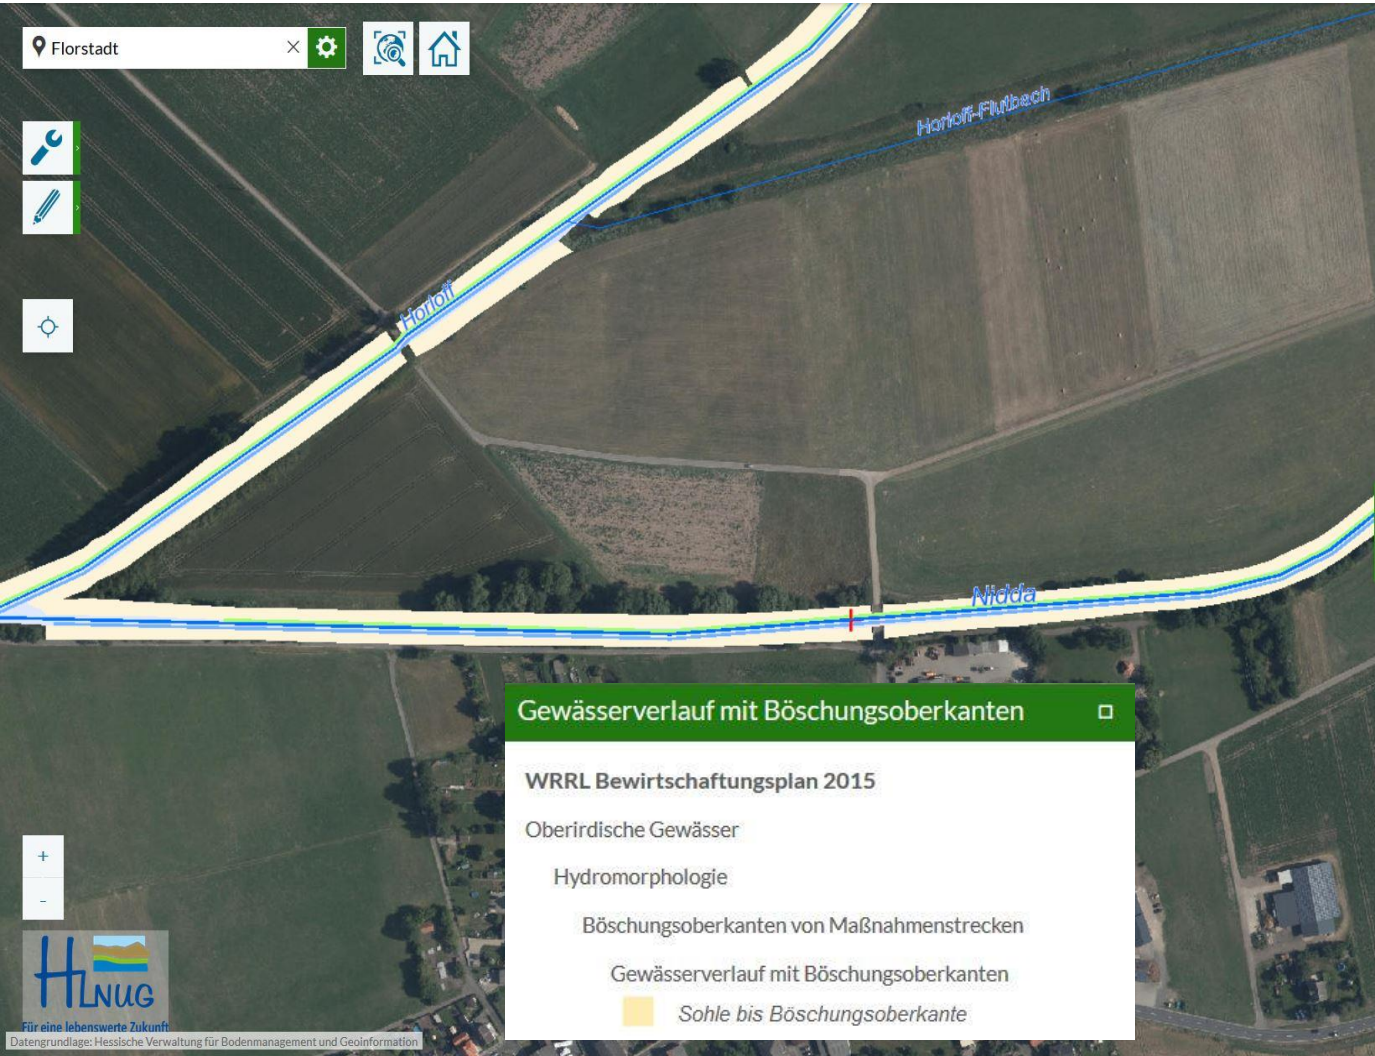 Florstadt
Horloff-Flutbach
Horloff
Nidda
Gewässerverlauf mit Böschungsoberkanten
WRRL Bewirtschaftungsplan 2015
Oberirdische Gewässer
Hydromorphologie
Böschungsoberkanten von Maßnahmenstrecken
Gewässerverlauf mit Böschungsoberkanten
Sohle bis Böschungsoberkante
+
-
HLNUG
Für eine lebenswerte Zukunft
Datengrundlage: Hessische Verwaltung für Bodenmanagement und Geoinformation